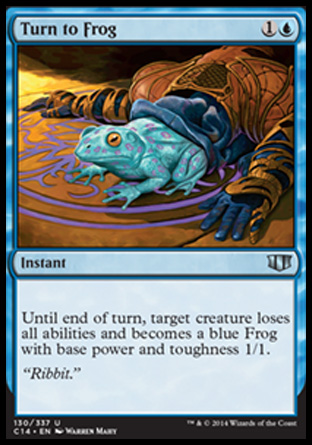 Turn to Frog 1
Instant
Until end of turn, target creature loses
all abilities and becomes a blue Frog
with base power and toughness 1/1.
“Ribbit.”
130/337 U
C14 • EN Warren Mahy ™ & © 2014 Wizards of the Coast